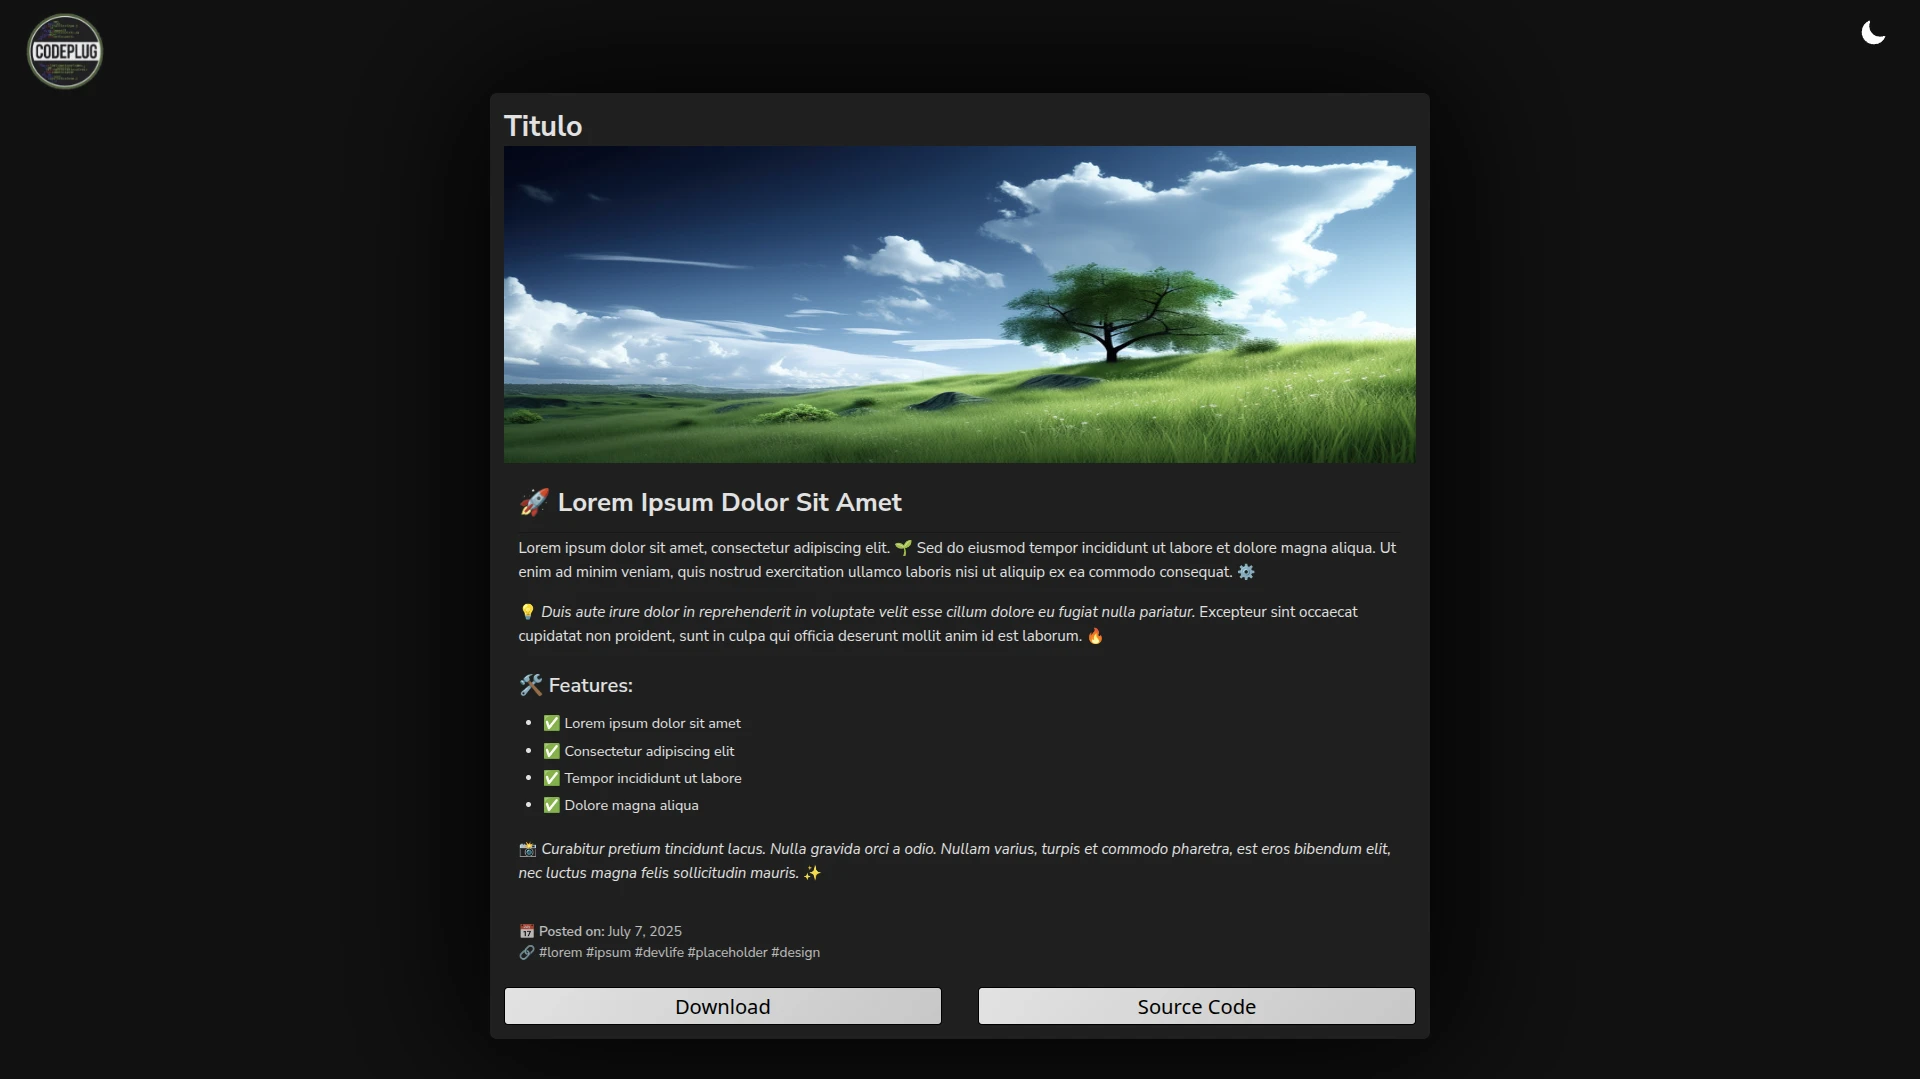 CODEPLUG
Titulo
🚀 Lorem Ipsum Dolor Sit Amet
Lorem ipsum dolor sit amet, consectetur adipiscing elit. 🌱 Sed do eiusmod tempor incididunt ut labore et dolore magna aliqua. Ut
enim ad minim veniam, quis nostrud exercitation ullamco laboris nisi ut aliquip ex ea commodo consequat. ⚙️
💡 Duis aute irure dolor in reprehenderit in voluptate velit esse cillum dolore eu fugiat nulla pariatur. Excepteur sint occaecat
cupidatat non proident, sunt in culpa qui officia deserunt mollit anim id est laborum. 🔥
🛠️ Features:
• ✅ Lorem ipsum dolor sit amet
• ✅ Consectetur adipiscing elit
• ✅ Tempor incididunt ut labore
• ✅ Dolore magna aliqua
📸 Curabitur pretium tincidunt lacus. Nulla gravida orci a odio. Nullam varius, turpis et commodo pharetra, est eros bibendum elit,
nec luctus magna felis sollicitudin mauris. ✨
📅 Posted on: July 7, 2025
🔗 #lorem #ipsum #devlife #placeholder #design
Download
Source Code